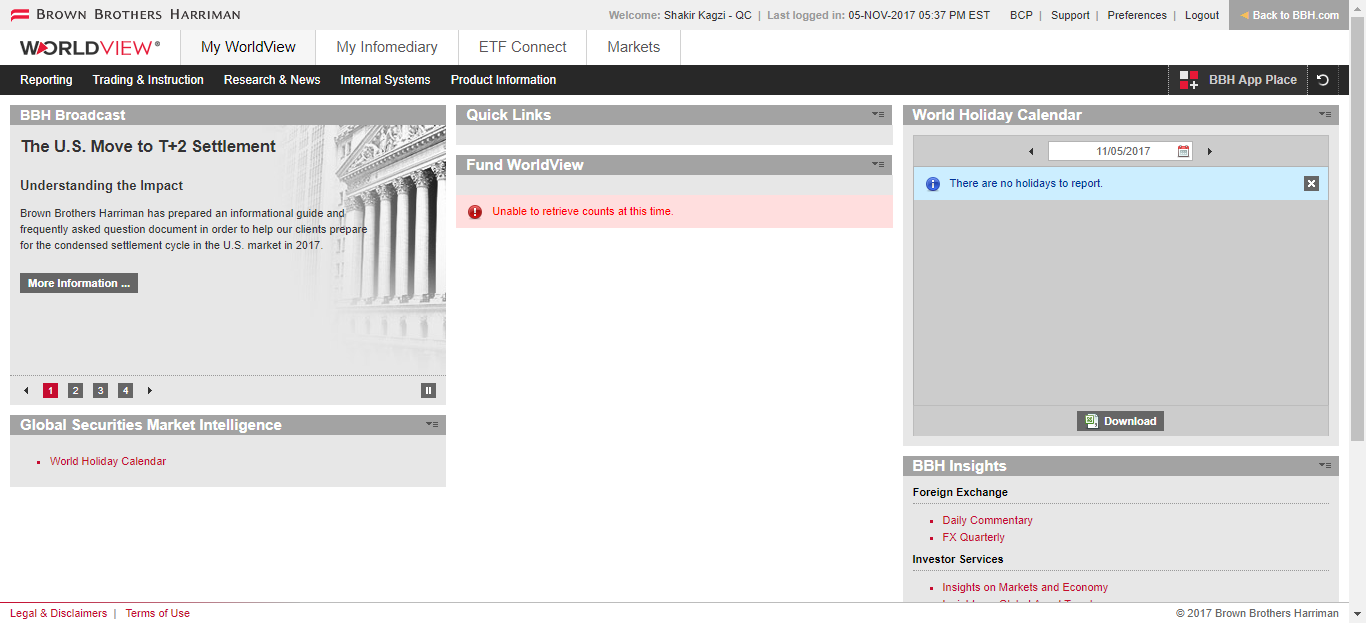 BROWN BROTHERS HARRIMAN
Welcome: Shakir Kagzi - QC | Last logged in: 05-NOV-2017 05:37 PM EST BCP | Support | Preferences | Logout
Back to BBH.com
WORLDVIEW®
My WorldView
My Infomediary
ETF Connect
Markets
Reporting Trading & Instruction Research & News Internal Systems Product Information
BBH App Place
BBH Broadcast
The U.S. Move to T+2 Settlement
Understanding the Impact
Brown Brothers Harriman has prepared an informational guide and
frequently asked question document in order to help our clients prepare
for the condensed settlement cycle in the U.S. market in 2017.
More Information ...
1 2 3 4
Global Securities Market Intelligence
World Holiday Calendar
Quick Links
Fund WorldView
Unable to retrieve counts at this time.
World Holiday Calendar
11/05/2017
There are no holidays to report.
Download
BBH Insights
Foreign Exchange
Daily Commentary
FX Quarterly
Investor Services
Insights on Markets and Economy
Legal & Disclaimers | Terms of Use
© 2017 Brown Brothers Harriman